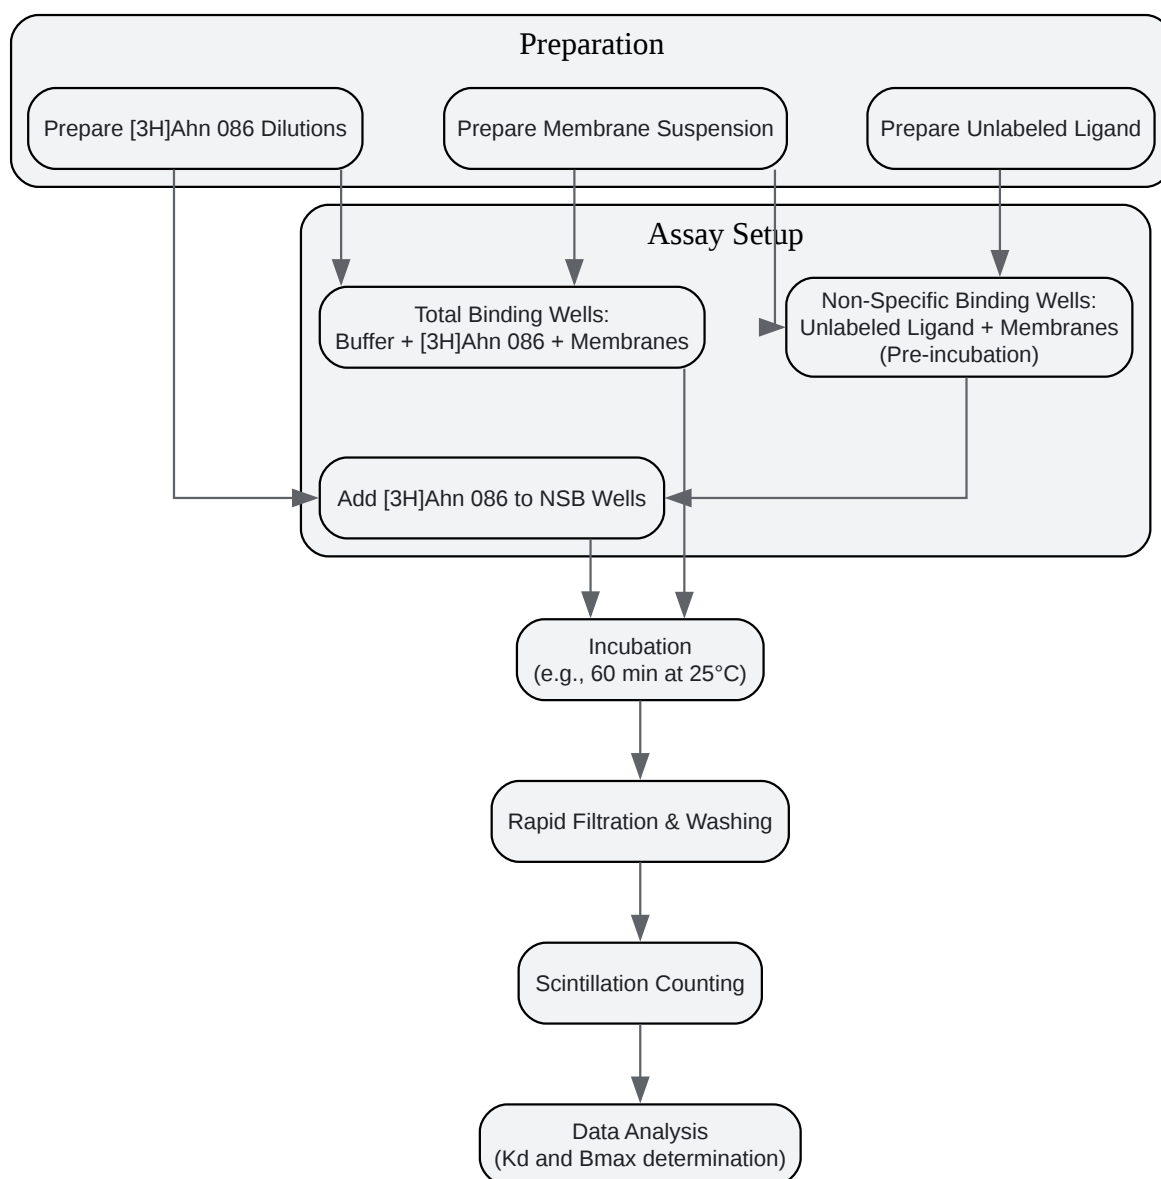 Preparation
Prepare [3H]Ahn 086 Dilutions
Prepare Membrane Suspension
Prepare Unlabeled Ligand
Assay Setup
Total Binding Wells:
Buffer + [3H]Ahn 086 + Membranes
Non-Specific Binding Wells:
Unlabeled Ligand + Membranes
(Pre-incubation)
Add [3H]Ahn 086 to NSB Wells
Incubation
(e.g., 60 min at 25°C)
Rapid Filtration & Washing
Scintillation Counting
Data Analysis
(Kd and Bmax determination)